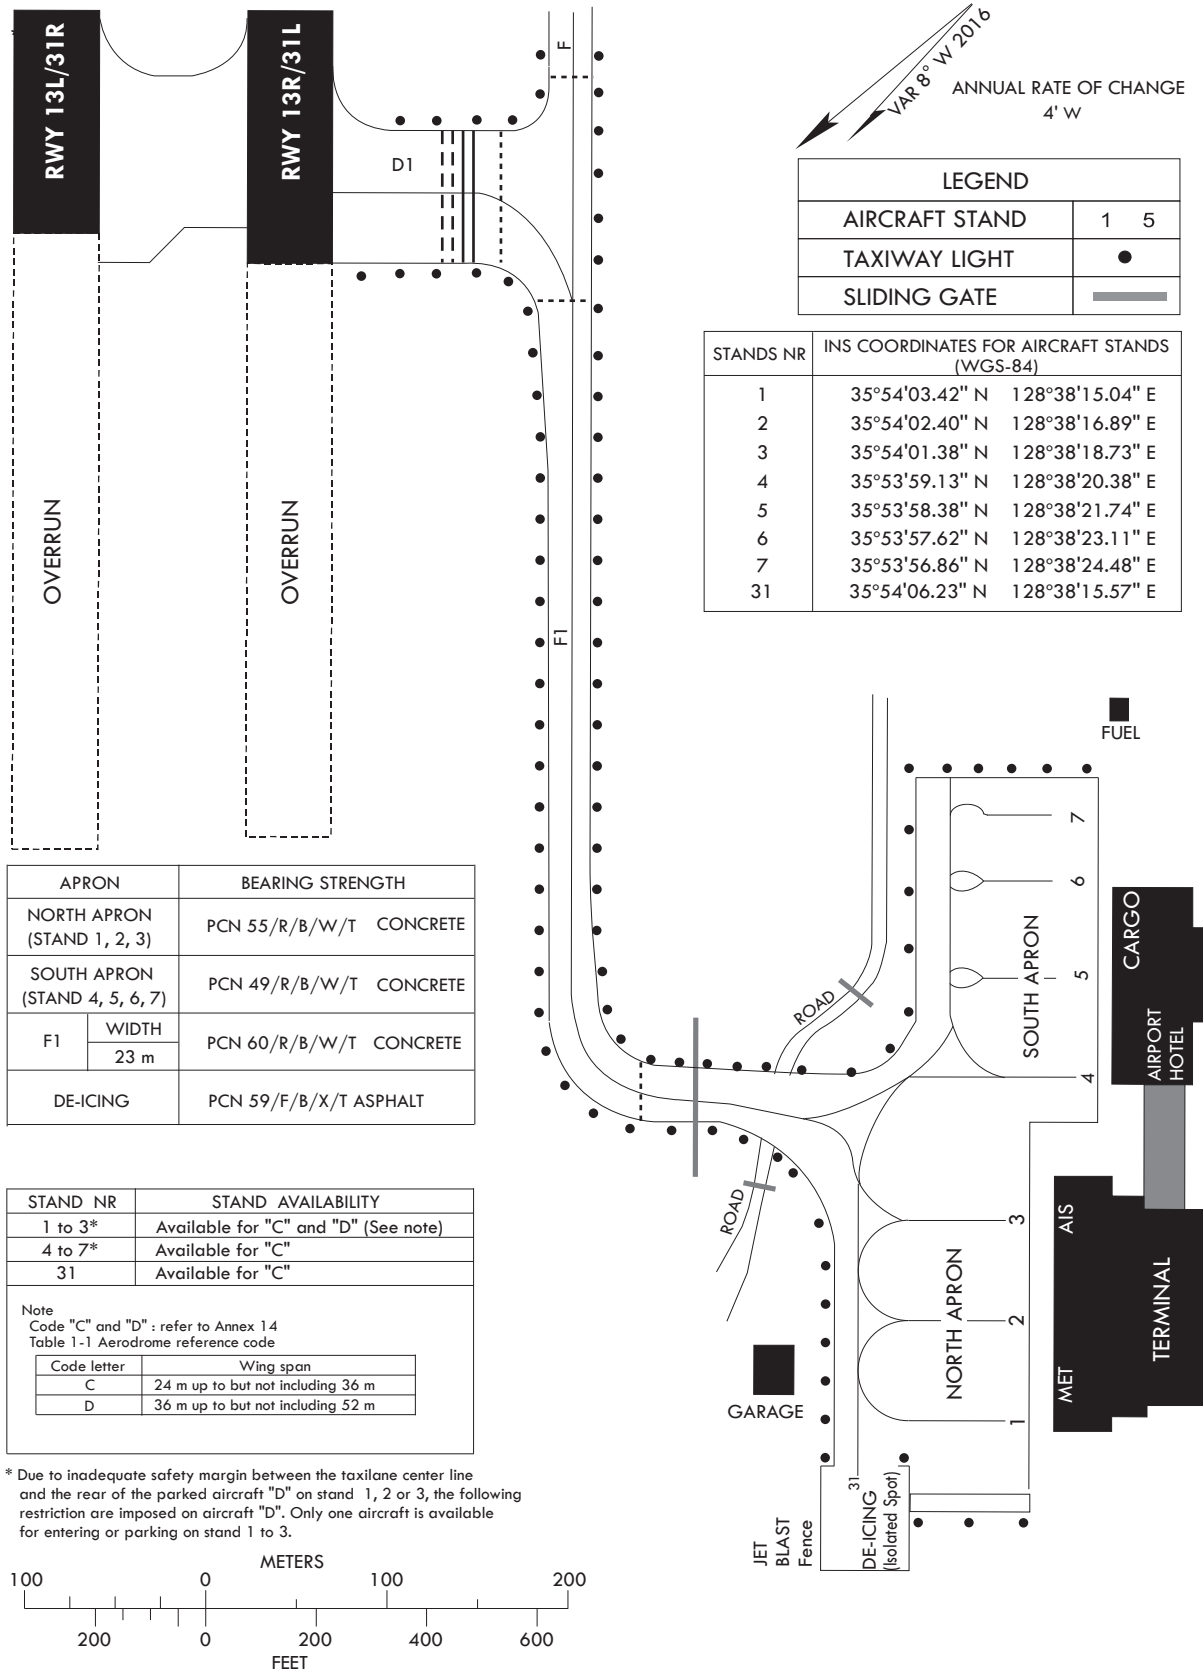 RWY 13L/31R
RWY 13R/31L
F
D1
VAR 8° W 2016
ANNUAL RATE OF CHANGE
4' W
LEGEND
AIRCRAFT STAND 1 5
TAXIWAY LIGHT
SLIDING GATE
STANDS NR INS COORDINATES FOR AIRCRAFT STANDS
(WGS-84)
1 35°54'03.42" N 128°38'15.04" E
2 35°54'02.40" N 128°38'16.89" E
3 35°54'01.38" N 128°38'18.73" E
4 35°53'59.13" N 128°38'20.38" E
5 35°53'58.38" N 128°38'21.74" E
6 35°53'57.62" N 128°38'23.11" E
7 35°53'56.86" N 128°38'24.48" E
31 35°54'06.23" N 128°38'15.57" E
OVERRUN
OVERRUN
F1
FUEL
7
6
5
4
SOUTH APRON
CARGO
AIRPORT
HOTEL
ROAD
ROAD
APRON BEARING STRENGTH
NORTH APRON
(STAND 1, 2, 3)
PCN 55/R/B/W/T CONCRETE
SOUTH APRON
(STAND 4, 5, 6, 7)
PCN 49/R/B/W/T CONCRETE
F1
WIDTH
23 m
PCN 60/R/B/W/T CONCRETE
DE-ICING PCN 59/F/B/X/T ASPHALT
STAND NR STAND AVAILABILITY
1 to 3* Available for "C" and "D" (See note)
4 to 7* Available for "C"
31 Available for "C"
Note
Code "C" and "D" : refer to Annex 14
Table 1-1 Aerodrome reference code
Code letter Wing span
C 24 m up to but not including 36 m
D 36 m up to but not including 52 m
3
2
1
NORTH APRON
AIS
MET
TERMINAL
GARAGE
31
DE-ICING
(Isolated Spot)
JET
BLAST
Fence
* Due to inadequate safety margin between the taxilane center line
and the rear of the parked aircraft "D" on stand 1, 2 or 3, the following
restriction are imposed on aircraft "D". Only one aircraft is available
for entering or parking on stand 1 to 3.
METERS
100 0 100 200
200 0 200 400 600
FEET